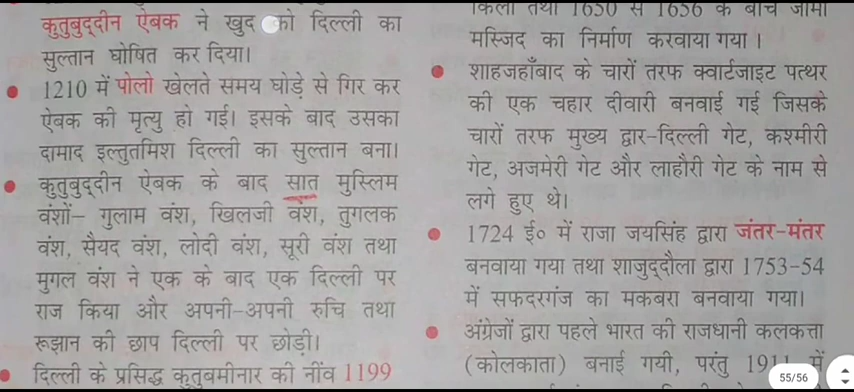 कुतुबुद्दीन ऐबक ने खुद को दिल्ली का
सुल्तान घोषित कर दिया।
1210 में पोलो खेलते समय घोड़े से गिर कर
ऐबक की मृत्यु हो गई। इसके बाद उसका
दामाद इल्तुतमिश दिल्ली का सुल्तान बना।
कुतुबुद्दीन ऐबक के बाद सात मुस्लिम
वंशों- गुलाम वंश, खिलजी वंश, तुगलक
वंश, सैयद वंश, लोदी वंश, सूरी वंश तथा
मुगल वंश ने एक के बाद एक दिल्ली पर
राज किया और अपनी-अपनी रुचि तथा
रूझान की छाप दिल्ली पर छोड़ी।
दिल्ली के प्रसिद्ध कुतुबमीनार की नींव 1199
किला तथा 1650 से 1656 के बीच जामा
मस्जिद का निर्माण करवाया गया।
शाहजहाँबाद के चारों तरफ क्वार्टजाइट पत्थर
की एक चहार दीवारी बनवाई गई जिसके
चारों तरफ मुख्य द्वार-दिल्ली गेट, कश्मीरी
गेट, अजमेरी गेट और लाहौरी गेट के नाम से
लगे हुए थे।
1724 ई० में राजा जयसिंह द्वारा जंतर-मंतर
बनवाया गया तथा शाजुद्दौला द्वारा 1753-54
में सफदरगंज का मकबरा बनवाया गया।
अंग्रेजों द्वारा पहले भारत की राजधानी कलकत्ता
(कोलकाता) बनाई गयी, परंतु 1911 में
55/56